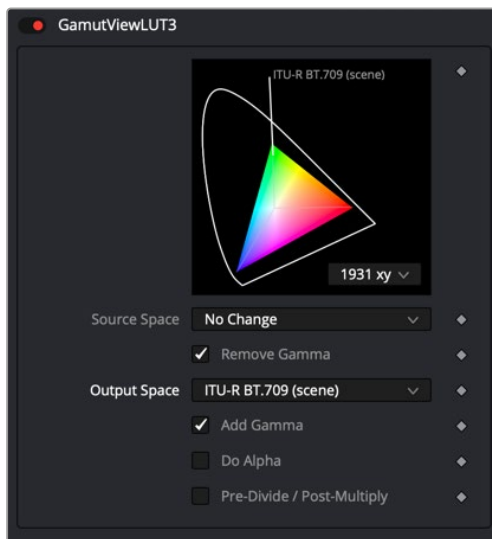 GamutViewLUT3
ITU-R BT.709 (scene)
1931 xy
Source Space No Change
Remove Gamma
Output Space ITU-R BT.709 (scene)
Add Gamma
Do Alpha
Pre-Divide / Post-Multiply